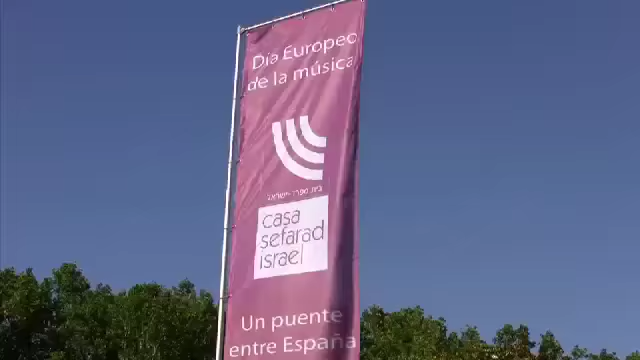 Día Europeo
de la música
casa
sefarad
israel
Un puente
entre España